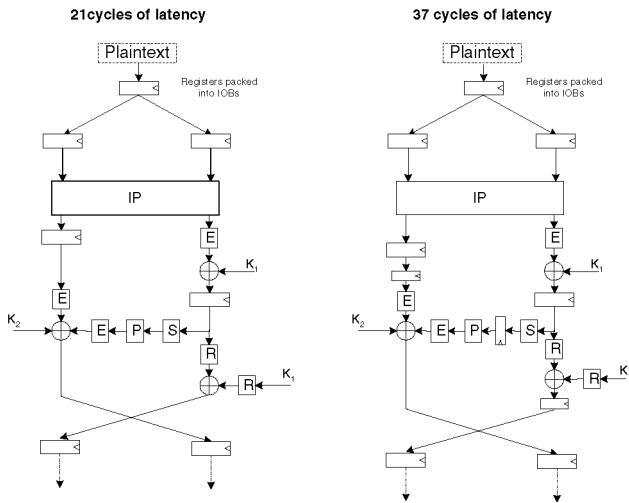 21cycles of latency
37 cycles of latency
Plaintext
Plaintext
Registers packed
into IOBs
Registers packed
into IOBs
IP
IP
E
K1
E
K1
E
K2
E
P
S
E
K2
E
P
S
R
R
K1
R
R
K